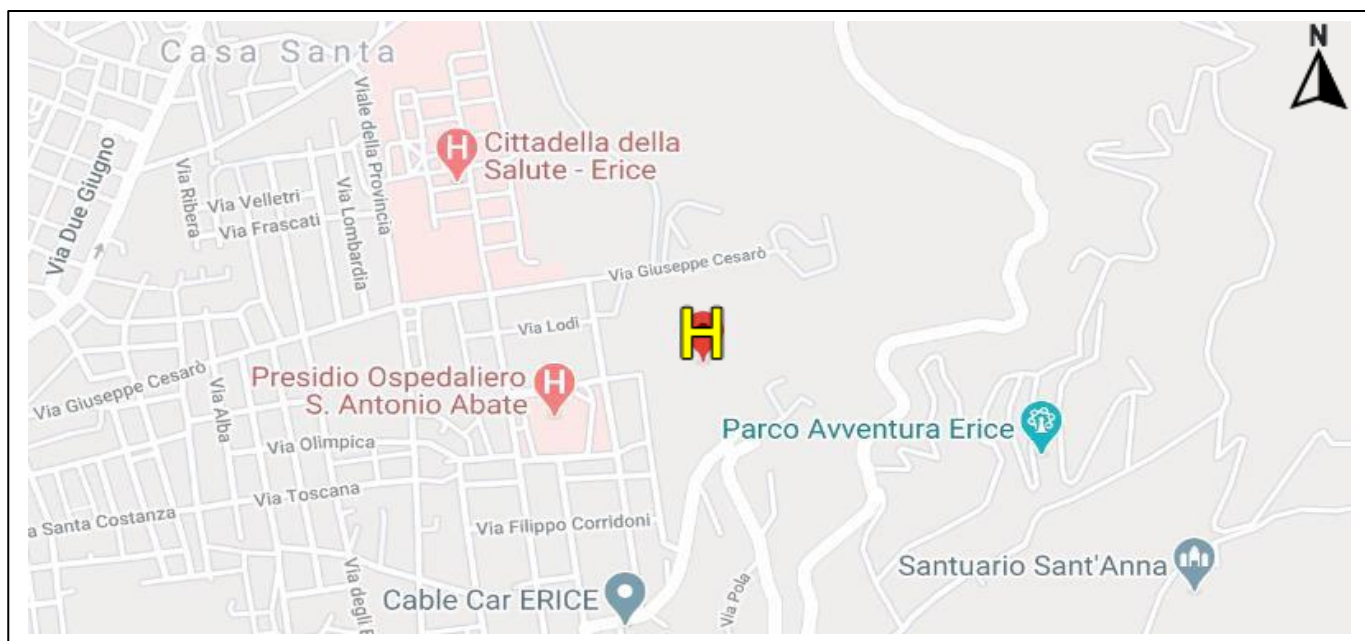 N
Casa Santa
Viale della Provincia
Cittadella della
Salute - Erice
H
Via Due Giugno
Via Ribera
Via Velletri
Via Frascati
Via Lombardia
Via Giuseppe Cesarò
H
Via Lodi
Presidio Ospedaliero
S. Antonio Abate
H
Via Giuseppe Cesarò
Via Alba
Via Olimpica
Parco Avventura Erice
Via Toscana
a Santa Costanza
Via Filippo Corridoni
Via degli
Cable Car ERICE
Via Pola
Santuario Sant'Anna